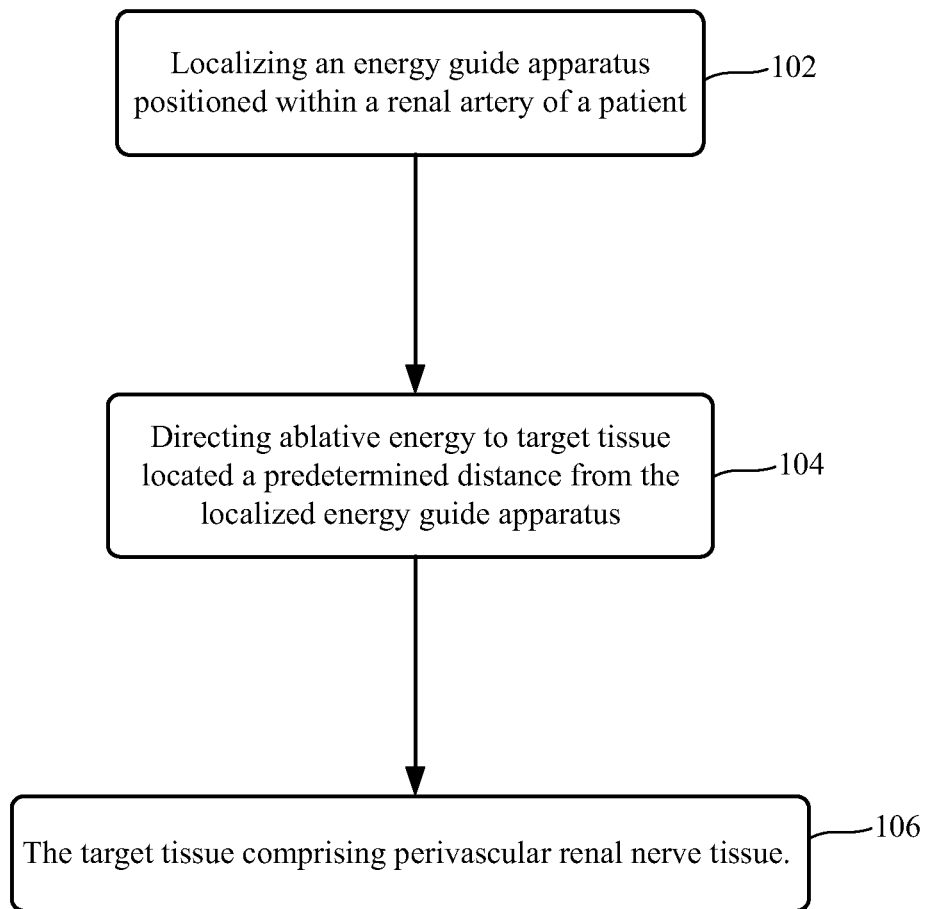 Localizing an energy guide apparatus
positioned within a renal artery of a patient
102
Directing ablative energy to target tissue
located a predetermined distance from the
localized energy guide apparatus
104
The target tissue comprising perivascular renal nerve tissue.
106